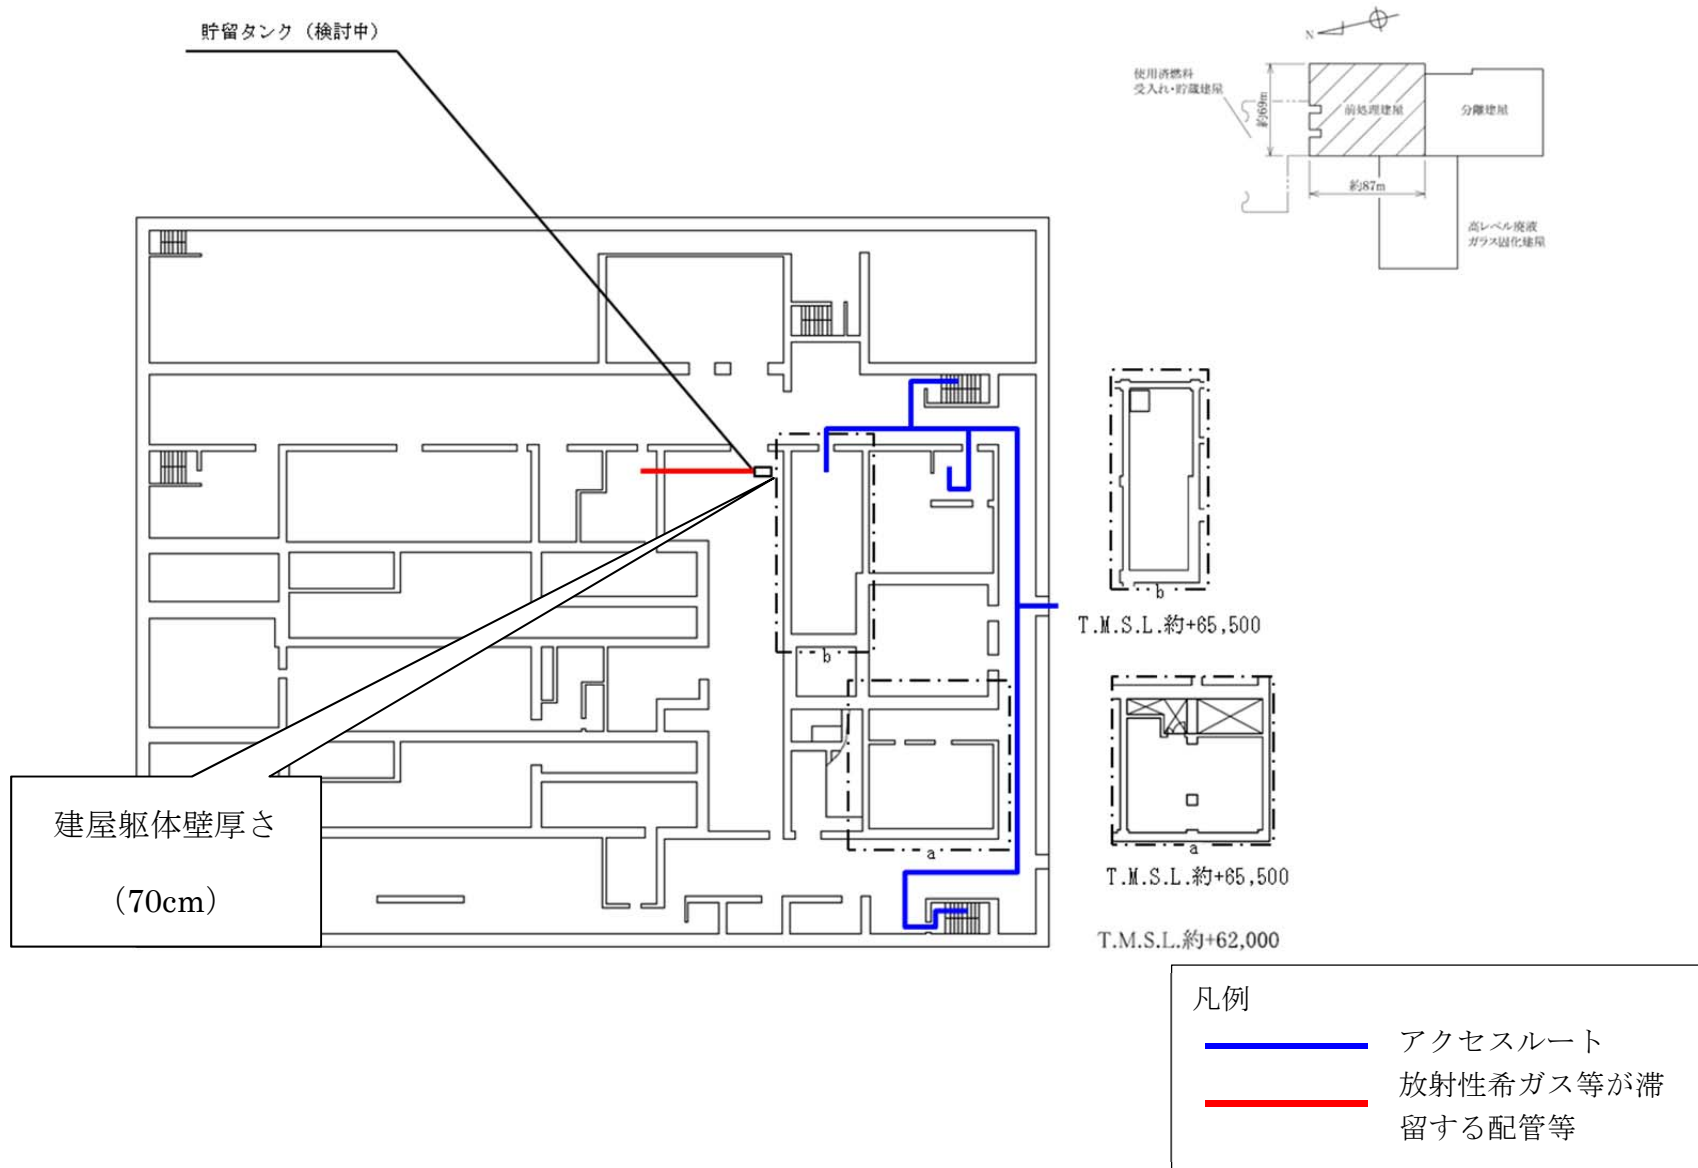 貯留タンク（検討中）
N
使用済燃料
受入れ・貯蔵建屋
約69m
前処理建屋
分離建屋
約87m
高レベル廃液
ガラス固化建屋
b
T.M.S.L.約+65,500
b
a
a
T.M.S.L.約+65,500
建屋躯体壁厚さ
（70cm）
T.M.S.L.約+62,000
凡例
アクセスルート
放射性希ガス等が滞
留する配管等